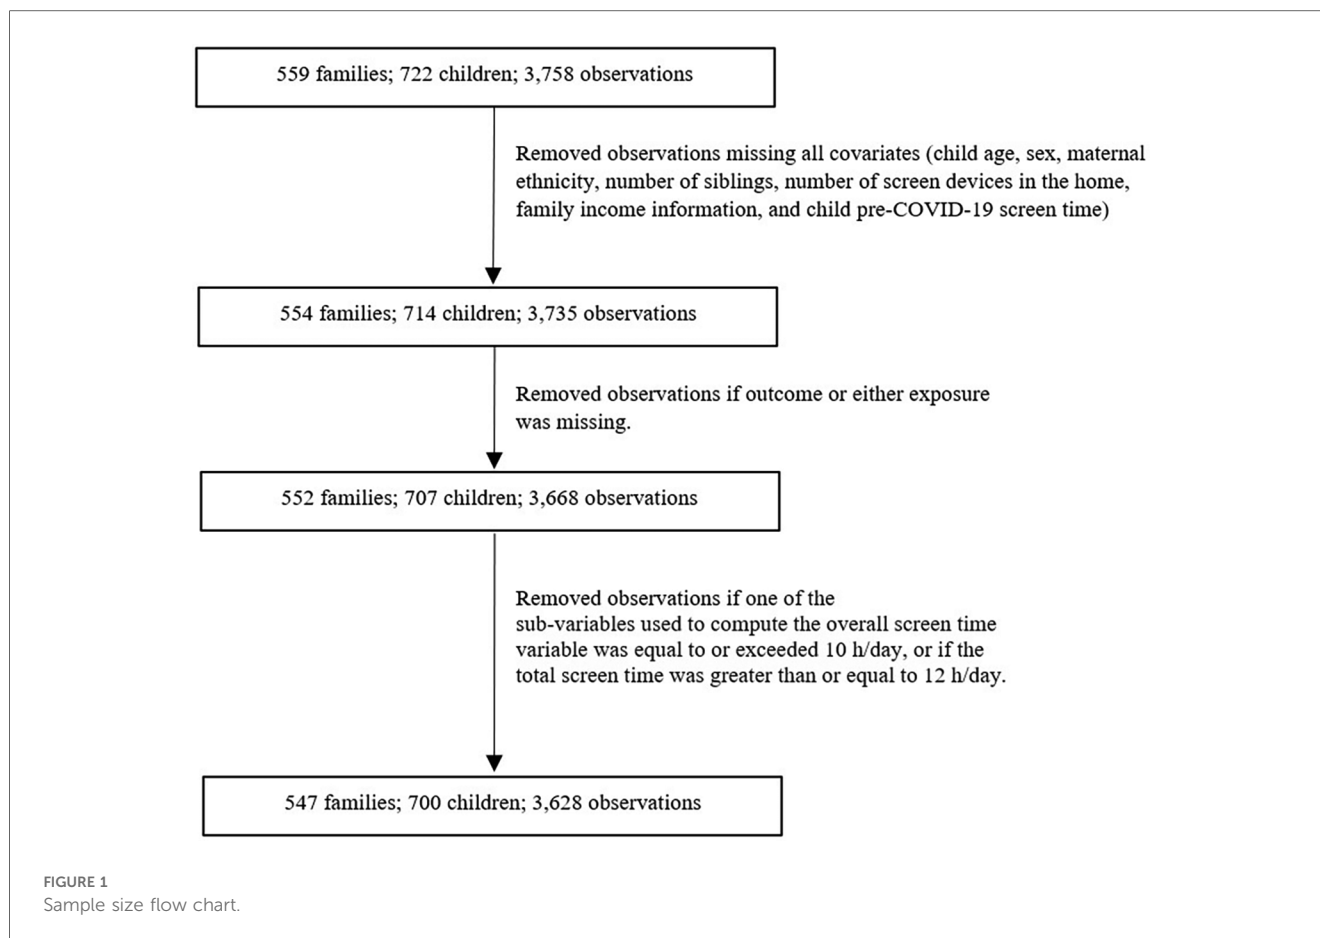 559 families; 722 children; 3,758 observations
Removed observations missing all covariates (child age, sex, maternal
ethnicity, number of siblings, number of screen devices in the home,
family income information, and child pre-COVID-19 screen time)
554 families; 714 children; 3,735 observations
Removed observations if outcome or either exposure
was missing.
552 families; 707 children; 3,668 observations
Removed observations if one of the
sub-variables used to compute the overall screen time
variable was equal to or exceeded 10 h/day, or if the
total screen time was greater than or equal to 12 h/day.
547 families; 700 children; 3,628 observations
FIGURE 1
Sample size flow chart.